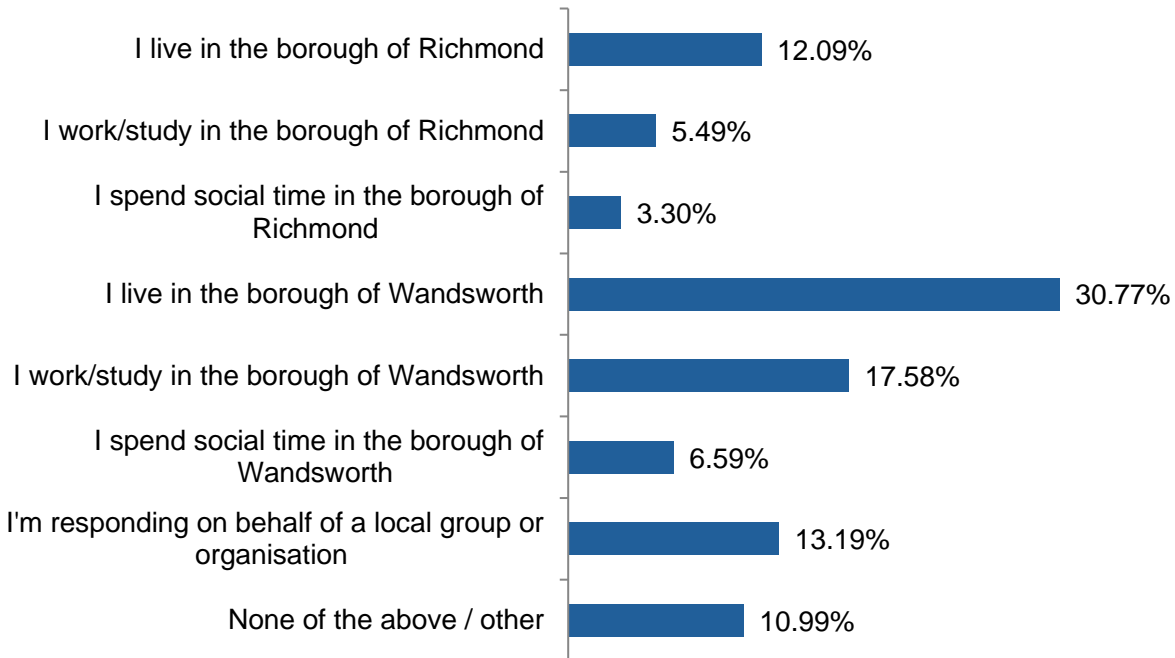 I live in the borough of Richmond
12.09%
I work/study in the borough of Richmond
5.49%
I spend social time in the borough of
Richmond
3.30%
I live in the borough of Wandsworth
30.77%
I work/study in the borough of Wandsworth
17.58%
I spend social time in the borough of
Wandsworth
6.59%
I'm responding on behalf of a local group or
organisation
13.19%
None of the above / other
10.99%